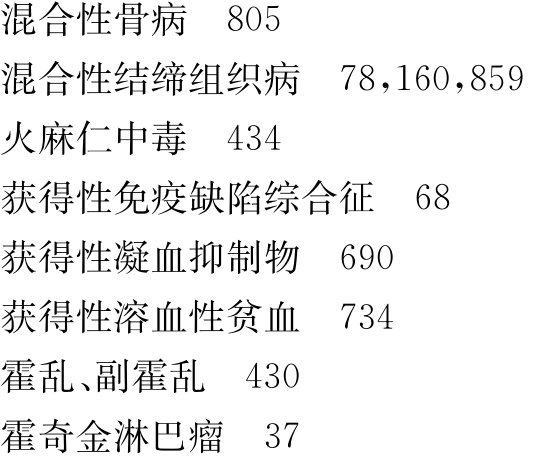 混合性骨病 805
混合性结缔组织病 78,160,859
火麻仁中毒 434
获得性免疫缺陷综合征 68
获得性凝血抑制物 690
获得性溶血性贫血 734
霍乱、副霍乱 430
霍奇金淋巴瘤 37